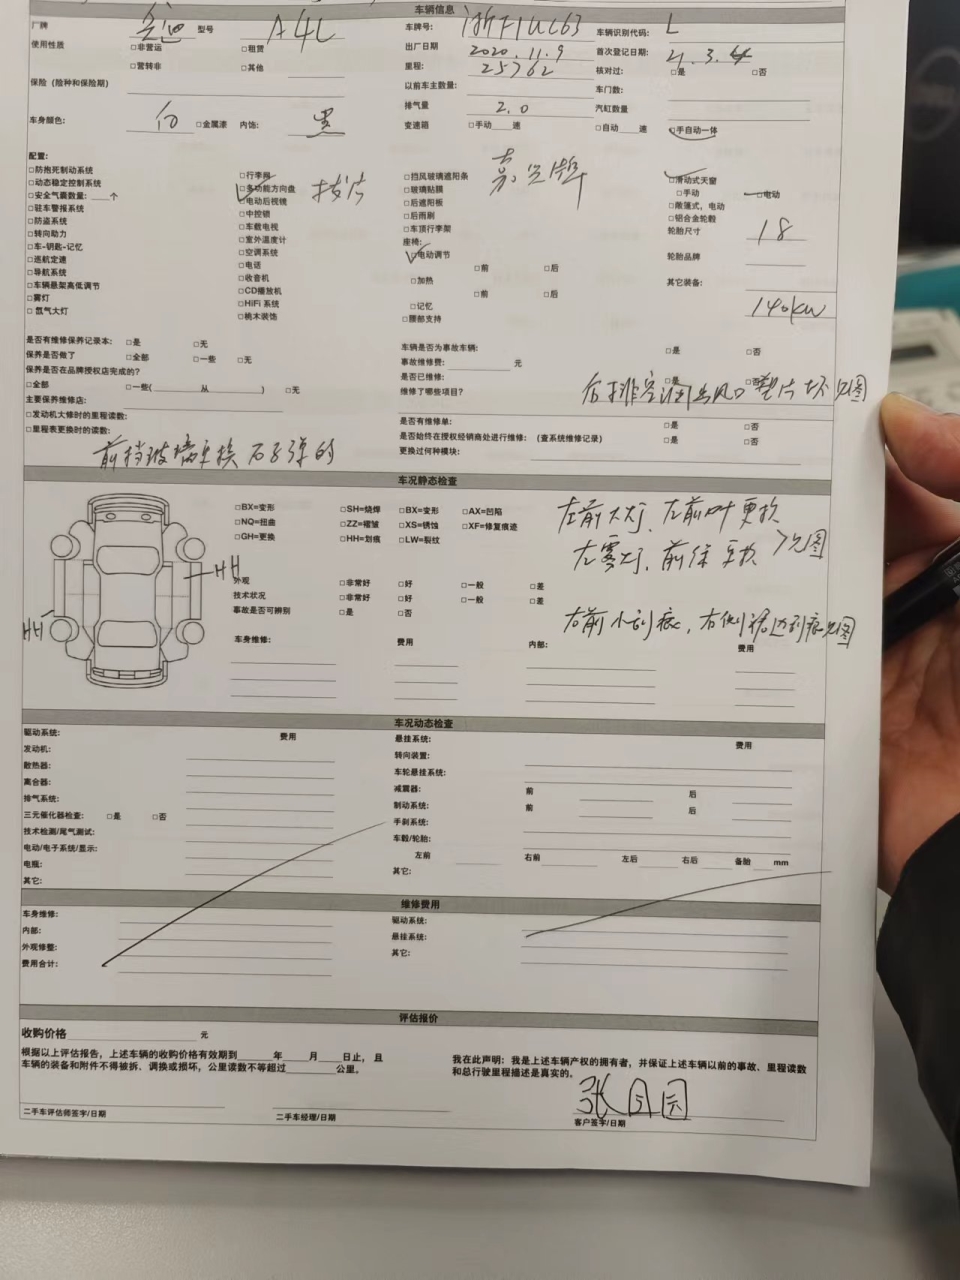 车辆信息
厂牌 型号 A4L 车牌号: 浙F1UC63 车辆识别代码: L
使用性质 □非营运 □租赁 出厂日期 2020.11.9 首次登记日期 21.3.4
□营转非 □其他 里程: 25762 核对过: □是 □否
保险（险种和保险期） 以前车主数量: 车门数:
排气量 2.0 汽缸数量
车身颜色: 白 □金属漆 内饰: 黑 变速箱 □手动 速 □自动 速 □手自动一体
配置:
□防抱死制动系统 □行李箱 □挡风玻璃遮阳条 □滑动式天窗
□动态稳定控制系统 □多功能方向盘 拨片 □玻璃贴膜 □手动 □电动
□安全气囊数量: 个 □电动后视镜 □后遮阳板 □敞篷式，电动
□驻车警报系统 □中控锁 □后雨刷 □铝合金轮毂
□防盗系统 □车载电视 □车顶行李架 轮胎尺寸 18
□转向助力 □室外温度计 座椅:
□车-钥匙-记忆 □空调系统 □电动调节 轮胎品牌
□巡航定速 □电话 □前 □后
□导航系统 □收音机 □加热 其它装备:
□车辆悬架高低调节 □CD播放机 □前 □后
□雾灯 □HiFi 系统 □记忆 140kw
□氙气大灯 □桃木装饰 □腰部支持
是否有维修保养记录本: □是 □无 车辆是否为事故车辆: □是 □否
保养是否做了 □全部 □一些 □无 事故维修费: 元
保养是否在品牌授权店完成的? 是否已维修: □是 □否
□全部 □一些( 从 ) □无 维修了哪些项目? 后排空调出风口塑片坏 见图
主要保养维修店:
□发动机大修时的里程读数: 是否有维修单: □是 □否
□里程表更换时的读数: 是否始终在授权经销商处进行维修: （查系统维修记录） □是 □否
前挡玻璃更换 石子弹的 更换过何种模块:
车况静态检查
□BX=变形 □SH=烧焊 □BX=变形 □AX=凹陷 左前大灯、左前叶更换
□NQ=扭曲 □ZZ=褶皱 □XS=锈蚀 □XF=修复痕迹
□GH=更换 □HH=划痕 □LW=裂纹 左雾灯、前保更换 见图
HH
外观 □非常好 □好 □一般 □差
技术状况 □非常好 □好 □一般 □差
事故是否可辨别 □是 □否
HH 右前小刮痕，右侧裙边刮痕见图
车身维修: 费用 内部: 费用
车况动态检查
驱动系统: 费用 悬挂系统: 费用
发动机: 转向装置:
散热器: 车轮悬挂系统:
离合器: 减震器: 前 后
排气系统: 制动系统: 前 后
三元催化器检查: □是 □否 手刹系统:
技术检测/尾气测试: 车毂/轮胎:
电动/电子系统/显示: 左前 右前 左后 右后 备胎 mm
电瓶: 其它:
其它:
维修费用
车身维修: 驱动系统:
内部: 悬挂系统:
外观修整: 其它:
费用合计:
评估报价
收购价格 元
根据以上评估报告，上述车辆的收购价格有效期到 年 月 日止，且
车辆的装备和附件不得被拆、调换或损坏，公里读数不等超过 公里。
我在此声明：我是上述车辆产权的拥有者，并保证上述车辆以前的事故、里程读数
和总行驶里程描述是真实的。
二手车评估师签字/日期 二手车经理/日期 客户签字/日期